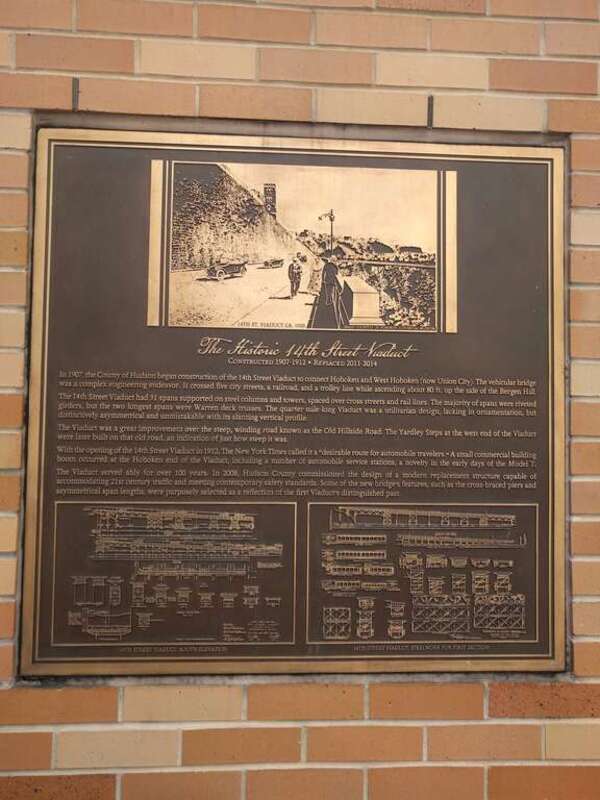 14TH ST. VIADUCT CA. 1920
The Historic 14th Street Viaduct
CONSTRUCTED 1907-1912 • REPLACED 2011-2014
In 1907, the County of Hudson began construction of the 14th Street Viaduct to connect Hoboken and West Hoboken (now Union City). The vehicular bridge
was a complex engineering endeavor. It crossed five city streets, a railroad, and a trolley line while ascending about 80 ft. up the side of the Bergen Hill.
The 14th Street Viaduct had 31 spans supported on steel columns and towers, spaced over cross streets and rail lines. The majority of spans were riveted
girders, but the two longest spans were Warren deck trusses. The quarter mile long Viaduct was a utilitarian design, lacking in ornamentation, but
distinctively asymmetrical and unmistakable with its slanting vertical profile.
The Viaduct was a great improvement over the steep, winding road known as the Old Hillside Road. The Yardley Steps at the west end of the Viaduct
were later built on that old road, an indication of just how steep it was.
With the opening of the 14th Street Viaduct in 1912, The New York Times called it a "desirable route for automobile travelers." A small commercial building
boom occurred at the Hoboken end of the Viaduct, including a number of automobile service stations, a novelty in the early days of the Model T.
The Viaduct served ably for over 100 years. In 2008, Hudson County commissioned the design of a modern replacement structure capable of
accommodating 21st century traffic and meeting contemporary safety standards. Some of the new bridge's features, such as the cross-braced piers and
asymmetrical span lengths, were purposely selected as a reflection of the first Viaduct's distinguished past.
14TH STREET VIADUCT, SOUTH ELEVATION
14TH STREET VIADUCT, STEELWORK FOR FIRST SECTION